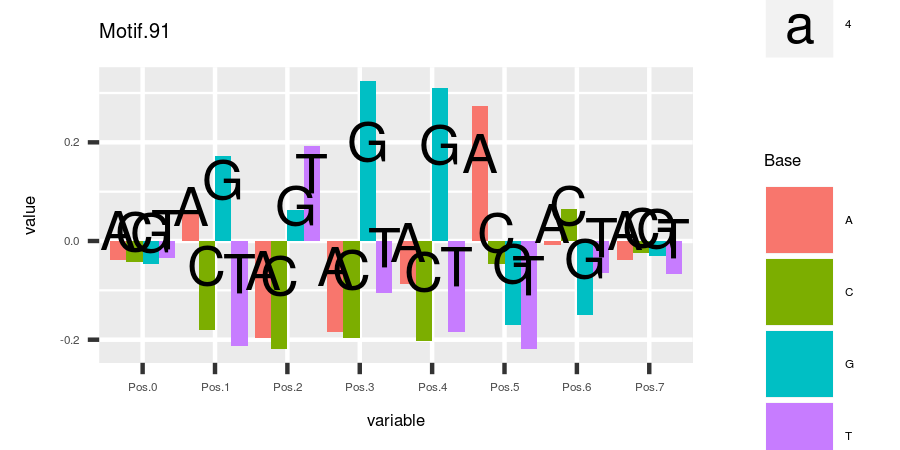 Motif.91
a 4
value
0.2
0.0
-0.2
A C G T A C G T A C G T A C G T A C G T A C G T A C G T A C G T
Pos.0 Pos.1 Pos.2 Pos.3 Pos.4 Pos.5 Pos.6 Pos.7
variable
Base
A
C
G
T